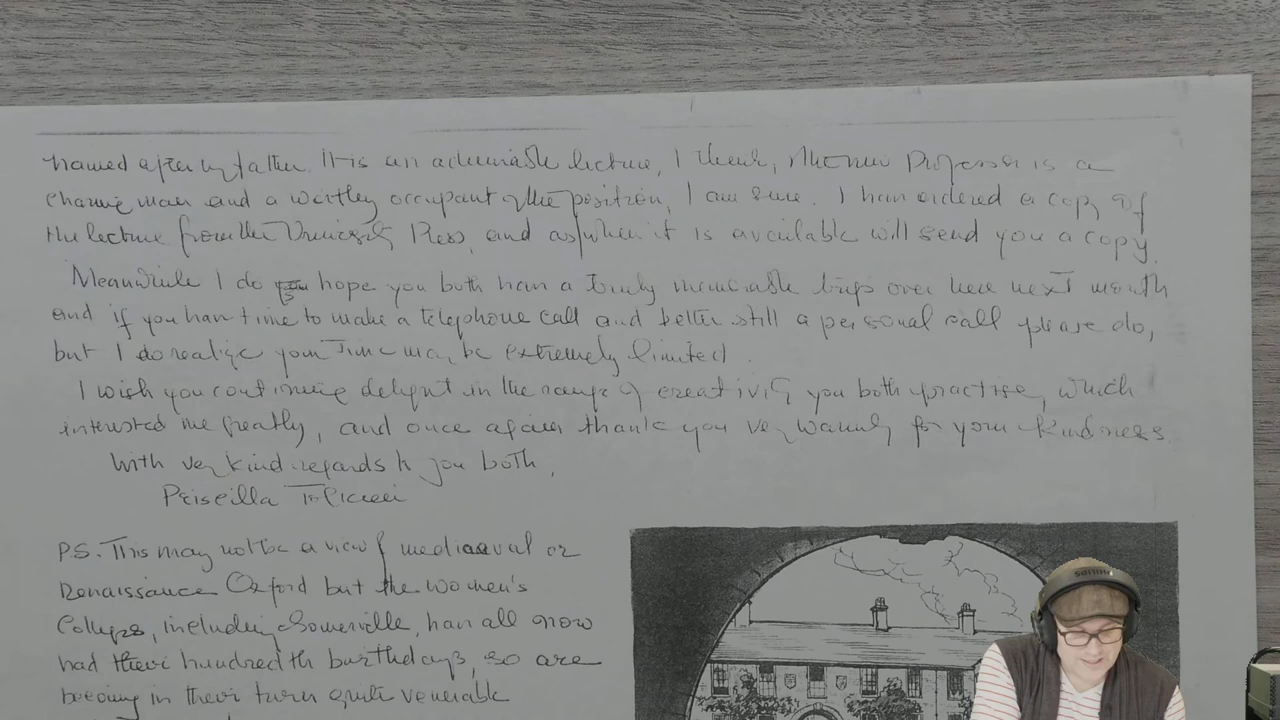 named after my father. It is an admirable lecture, I think, the new Professor is a
charming man and a worthy occupant of the position, I am sure. I have ordered a copy of
the lecture from the University Press, and as/when it is available will send you a copy.
Meanwhile I do hope you both have a truly memorable trip over here next month
and if you have time to make a telephone call and better still a personal call please do,
but I do realize your time may be extremely limited.
I wish you continuing delight in the range of creativity you both practise, which
interested me greatly, and once again thank you very warmly for your kindness.
With very kind regards to you both,
Priscilla Tolkien
PS. This may not be a view of mediaeval or
Renaissance Oxford but the women's
Colleges, including Somerville, have all now
had their hundredth birthdays, so are
becoming in their turn quite venerable